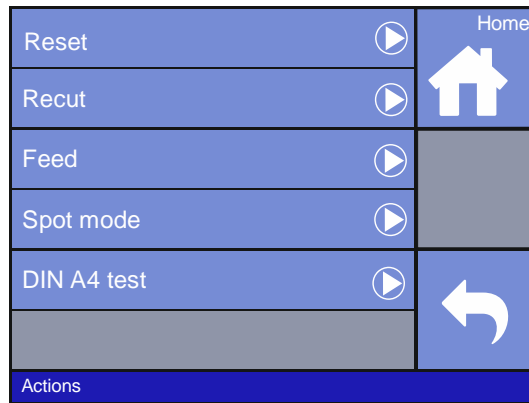 Reset
Home
Recut
Feed
Spot mode
DIN A4 test
Actions